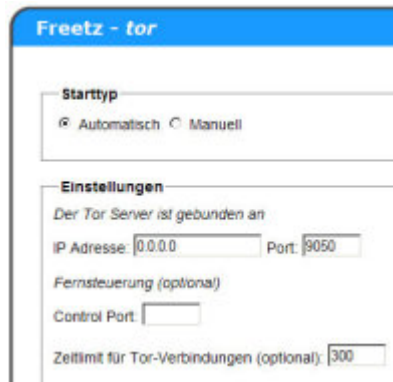 Freetz - tor
Starttyp
Automatisch Manuell
Einstellungen
Der Tor Server ist gebunden an
IP Adresse: 0.0.0.0 Port: 9050
Fernsteuerung (optional)
Control Port:
Zeitlimit für Tor-Verbindungen (optional): 300